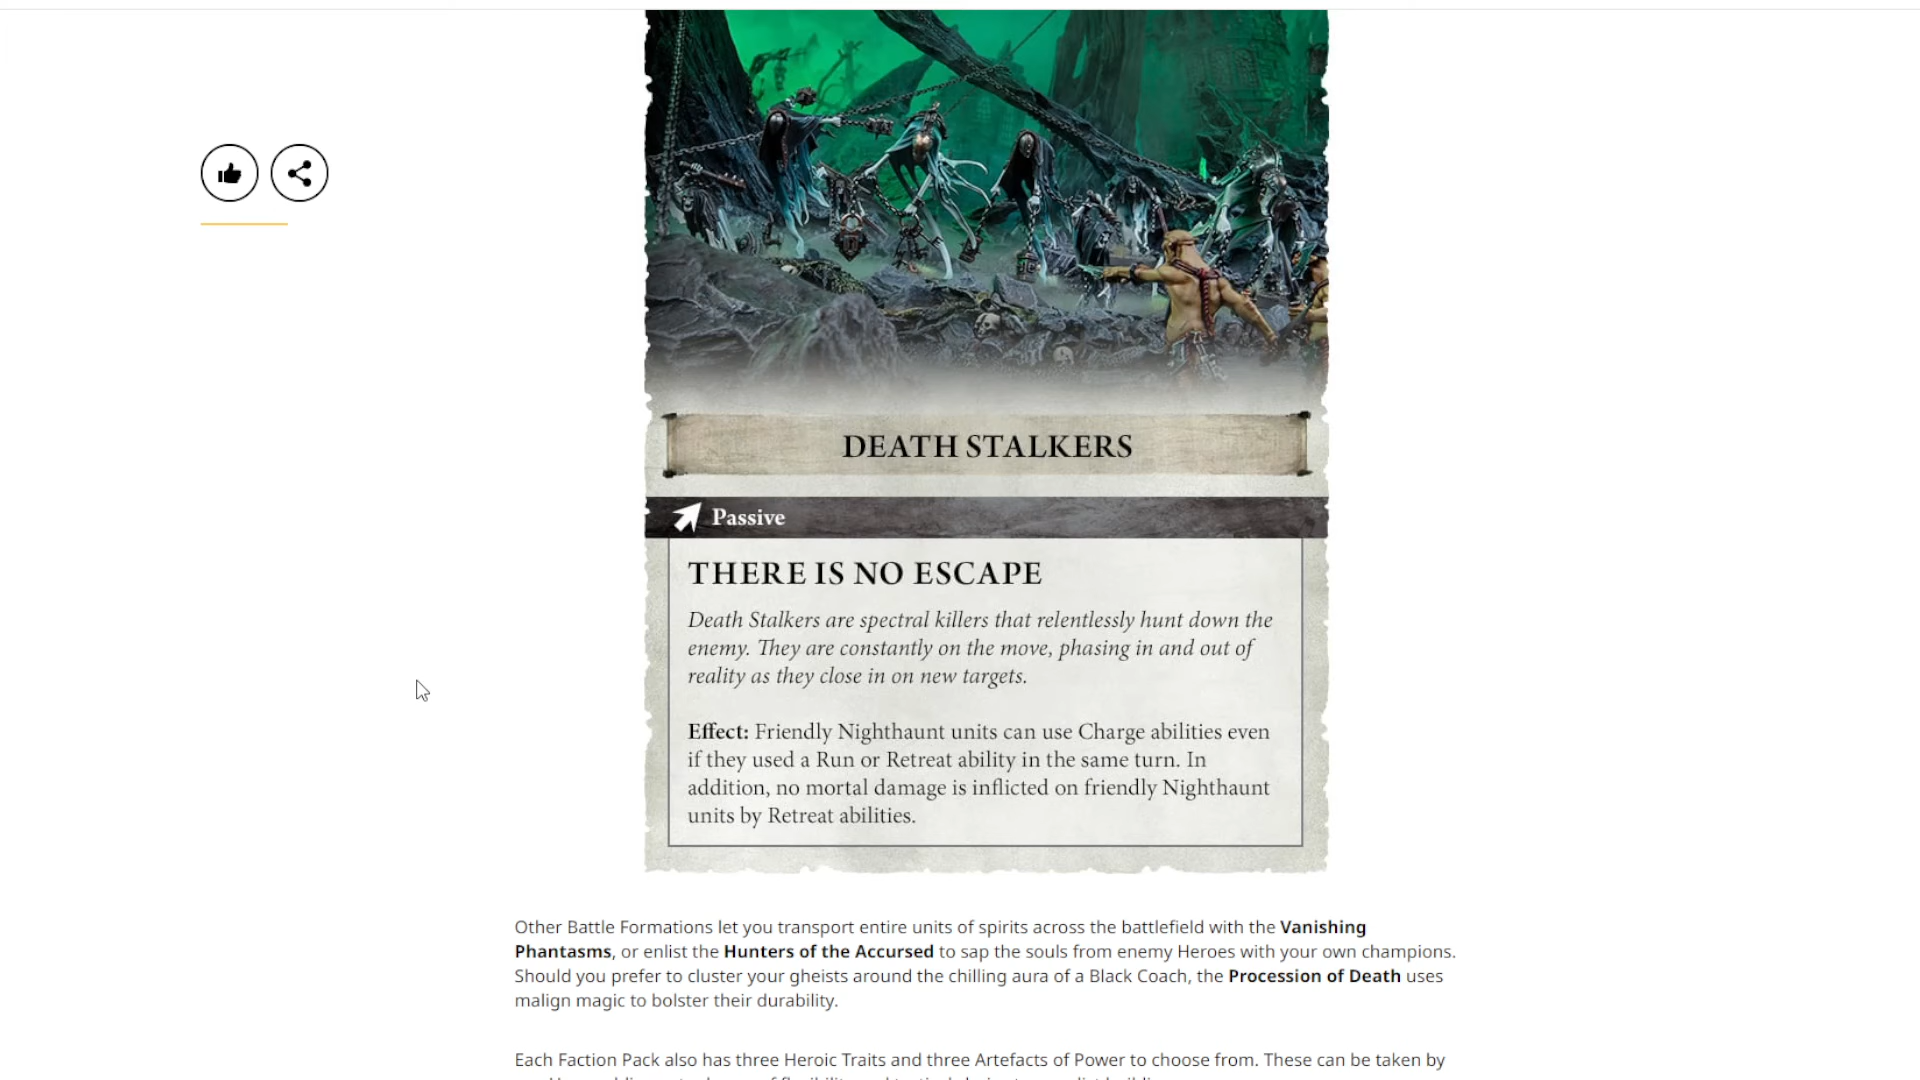 DEATH STALKERS
Passive
THERE IS NO ESCAPE
Death Stalkers are spectral killers that relentlessly hunt down the
enemy. They are constantly on the move, phasing in and out of
reality as they close in on new targets.
Effect: Friendly Nighthaunt units can use Charge abilities even
if they used a Run or Retreat ability in the same turn. In
addition, no mortal damage is inflicted on friendly Nighthaunt
units by Retreat abilities.
Other Battle Formations let you transport entire units of spirits across the battlefield with the Vanishing
Phantasms, or enlist the Hunters of the Accursed to sap the souls from enemy Heroes with your own champions.
Should you prefer to cluster your gheists around the chilling aura of a Black Coach, the Procession of Death uses
malign magic to bolster their durability.
Each Faction Pack also has three Heroic Traits and three Artefacts of Power to choose from. These can be taken by